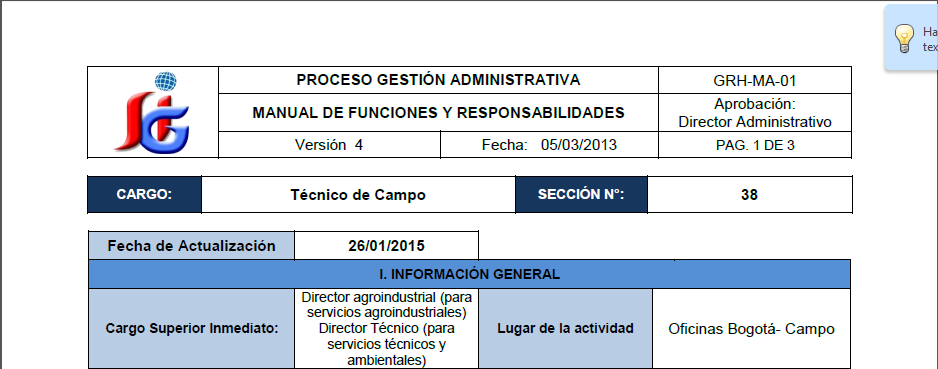 PROCESO GESTIÓN ADMINISTRATIVA
GRH-MA-01
MANUAL DE FUNCIONES Y RESPONSABILIDADES
Aprobación:
Director Administrativo
Versión 4
Fecha: 05/03/2013
PAG. 1 DE 3
CARGO:
Técnico de Campo
SECCIÓN N°:
38
Fecha de Actualización
26/01/2015
I. INFORMACIÓN GENERAL
Cargo Superior Inmediato:
Director agroindustrial (para
servicios agroindustriales)
Director Técnico (para
servicios técnicos y
ambientales)
Lugar de la actividad
Oficinas Bogotá- Campo